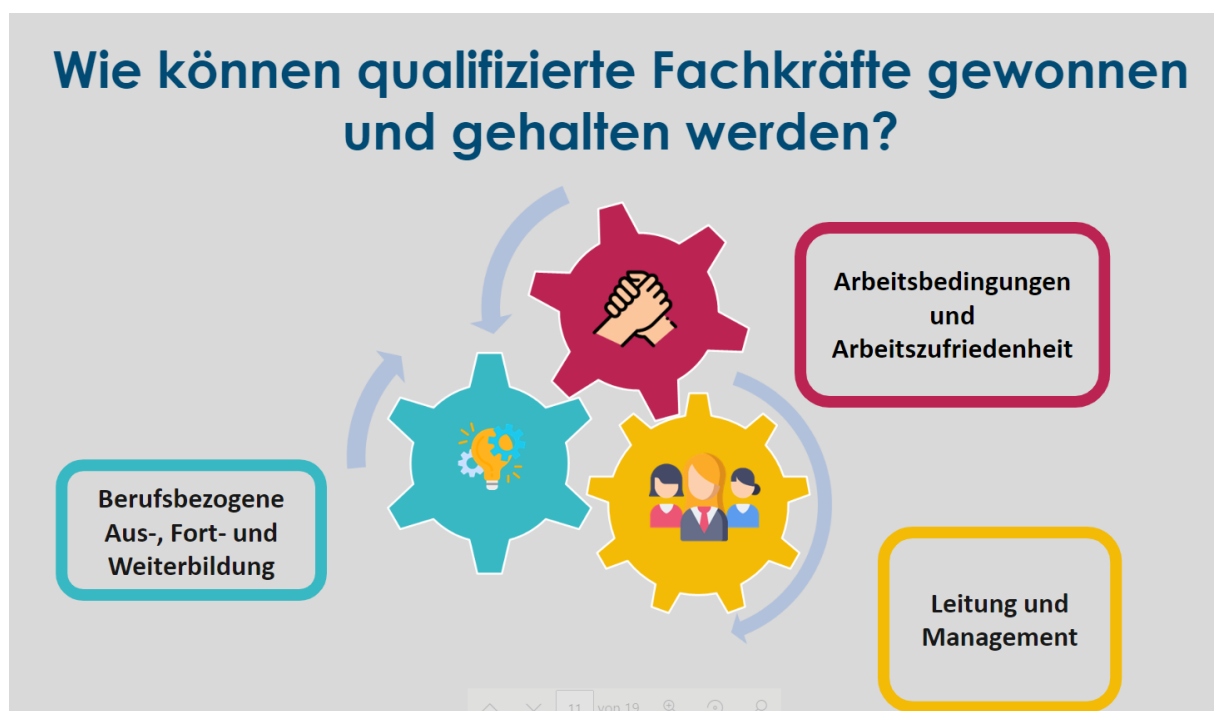 Wie können qualifizierte Fachkräfte gewonnen
und gehalten werden?
Arbeitsbedingungen
und
Arbeitszufriedenheit
Berufsbezogene
Aus-, Fort- und
Weiterbildung
Leitung und
Management
11 von 19